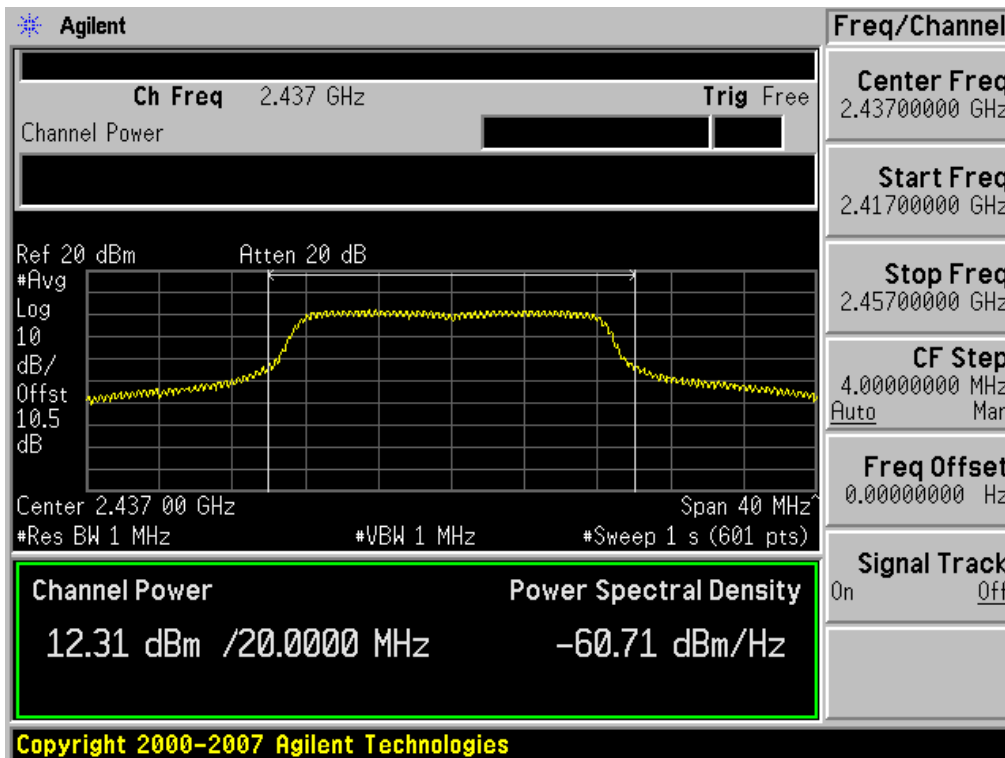 Agilent
Freq/Channel
Ch Freq 2.437 GHz Trig Free
Channel Power
Center Freq
2.43700000 GHz
Start Freq
2.41700000 GHz
Stop Freq
2.45700000 GHz
CF Step
4.00000000 MHz
Auto Man
Freq Offset
0.00000000 Hz
Signal Track
On Off
Ref 20 dBm Atten 20 dB
#Avg
Log
10
dB/
Offst
10.5
dB
Center 2.437 00 GHz Span 40 MHz^
#Res BW 1 MHz #VBW 1 MHz #Sweep 1 s (601 pts)
Channel Power Power Spectral Density
12.31 dBm /20.0000 MHz -60.71 dBm/Hz
Copyright 2000-2007 Agilent Technologies